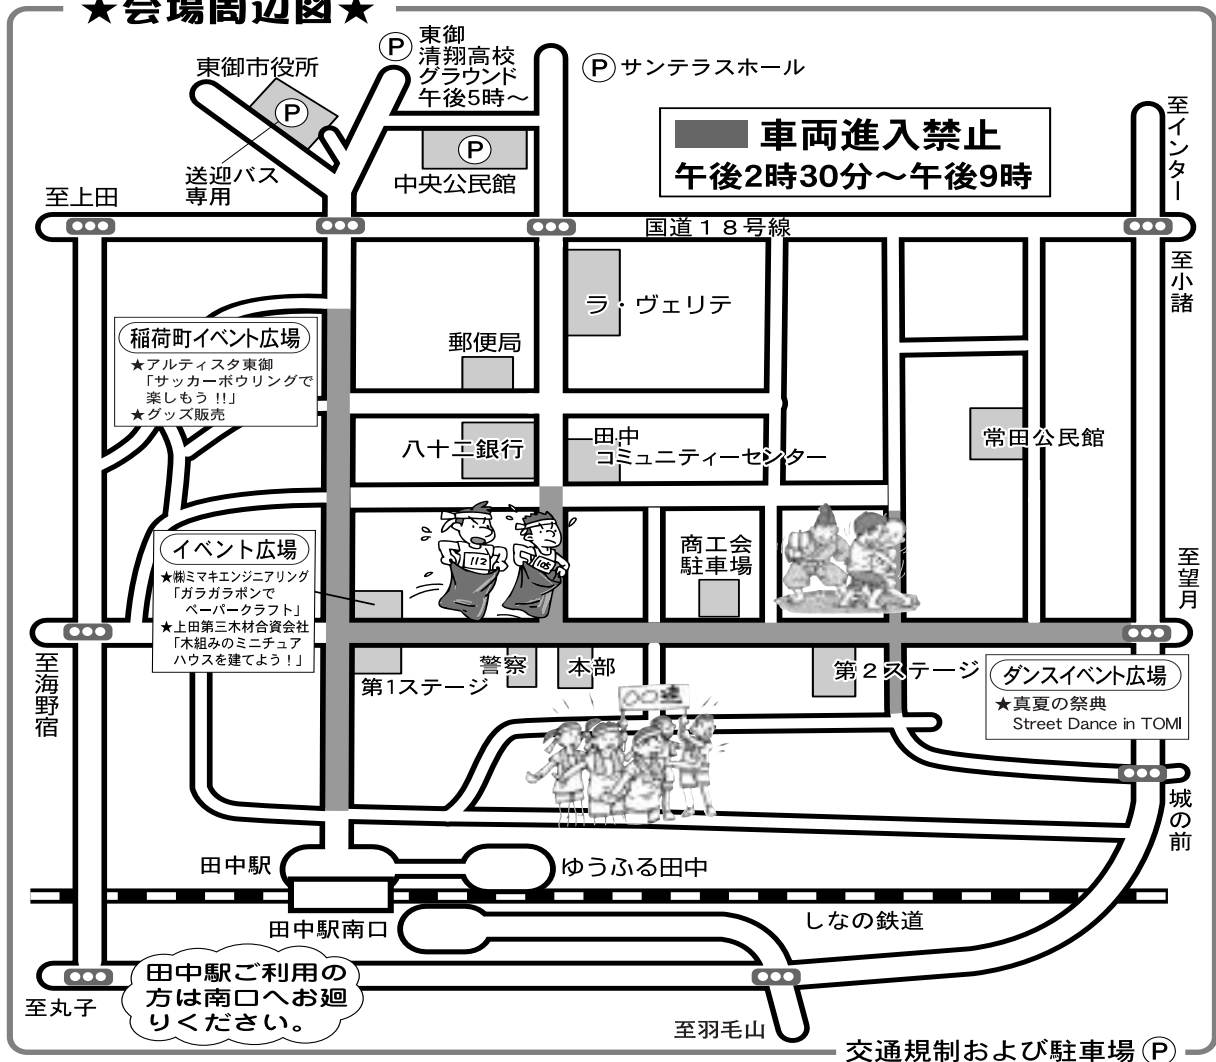 ★会場周辺図★
東御市役所
P
送迎バス
専用
P
東御
清翔高校
グラウンド
午後5時～
P サンテラスホール
P
中央公民館
車両進入禁止
午後2時30分～午後9時
至インター
至上田
国道18号線
至小諸
ラ・ヴェリテ
稲荷町イベント広場
★アルティスタ東御
「サッカーボウリングで
楽しもう!!」
★グッズ販売
郵便局
八十二銀行
田中
コミュニティーセンター
常田公民館
イベント広場
★㈱ミマキエンジニアリング
「ガラガラポンで
ペーパークラフト」
★上田第三木材合資会社
「木組みのミニチュア
ハウスを建てよう！」
112
105
商工会
駐車場
至望月
至海野宿
第1ステージ
警察
本部
第2ステージ
ダンスイベント広場
★真夏の祭典
Street Dance in TOMI
〇〇連
城の前
田中駅
ゆうふる田中
田中駅南口
しなの鉄道
田中駅ご利用の
方は南口へお廻
りください。
至丸子
至羽毛山
交通規制および駐車場 P